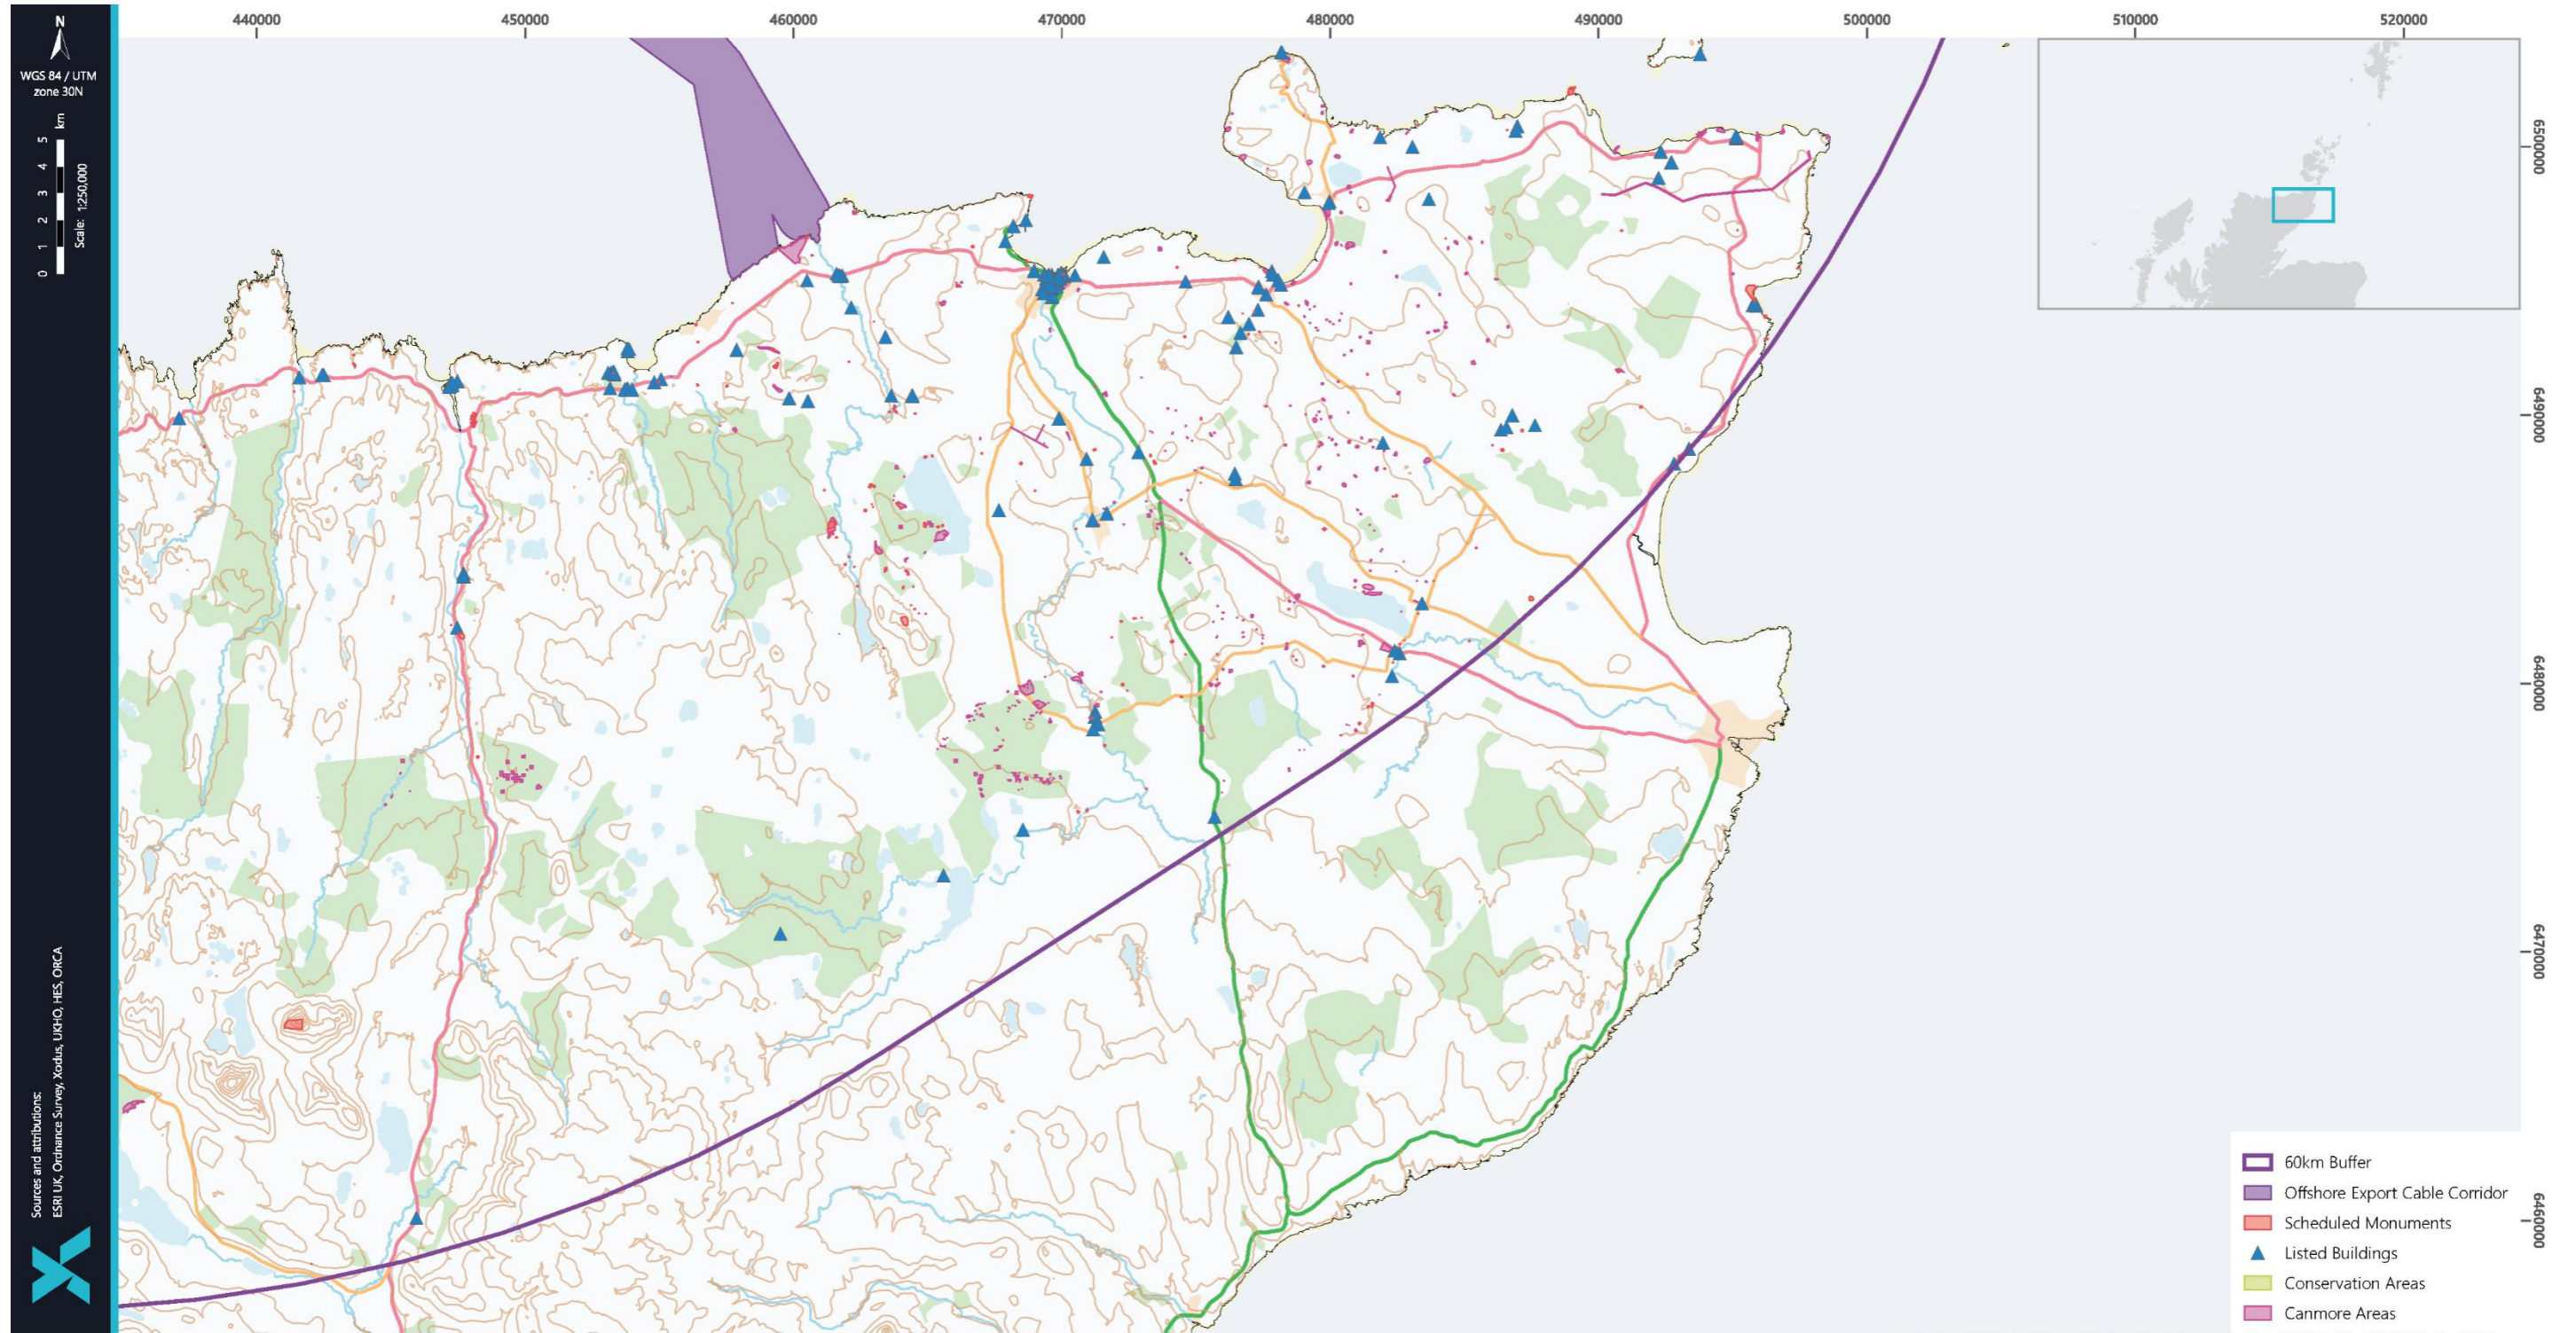 440000 450000 460000 470000 480000 490000 500000 510000 520000
N
WGS 84 / UTM
zone 30N
0 1 2 3 4 5 km
Scale: 1:250,000
6500000
6490000
6480000
6470000
6460000
Sources and attributions:
ESRI UK, Ordnance Survey, Xodus, UKHO, HES, ORCA
60km Buffer
Offshore Export Cable Corridor
Scheduled Monuments
Listed Buildings
Conservation Areas
Canmore Areas